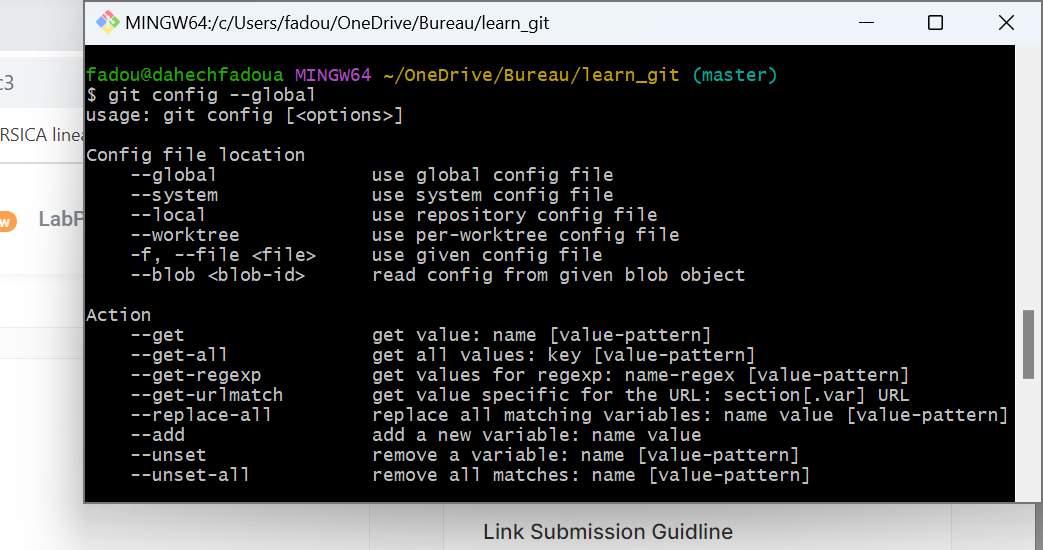 MINGW64:/c/Users/fadou/OneDrive/Bureau/learn_git
fadou@dahechfadoua MINGW64 ~/OneDrive/Bureau/learn_git (master)
$ git config --global
usage: git config [<options>]
Config file location
--global use global config file
--system use system config file
--local use repository config file
--worktree use per-worktree config file
-f, --file <file> use given config file
--blob <blob-id> read config from given blob object
Action
--get get value: name [value-pattern]
--get-all get all values: key [value-pattern]
--get-regexp get values for regexp: name-regex [value-pattern]
--get-urlmatch get value specific for the URL: section[.var] URL
--replace-all replace all matching variables: name value [value-pattern]
--add add a new variable: name value
--unset remove a variable: name [value-pattern]
--unset-all remove all matches: name [value-pattern]
c3
RSICA linea
w LabP
Link Submission Guidline